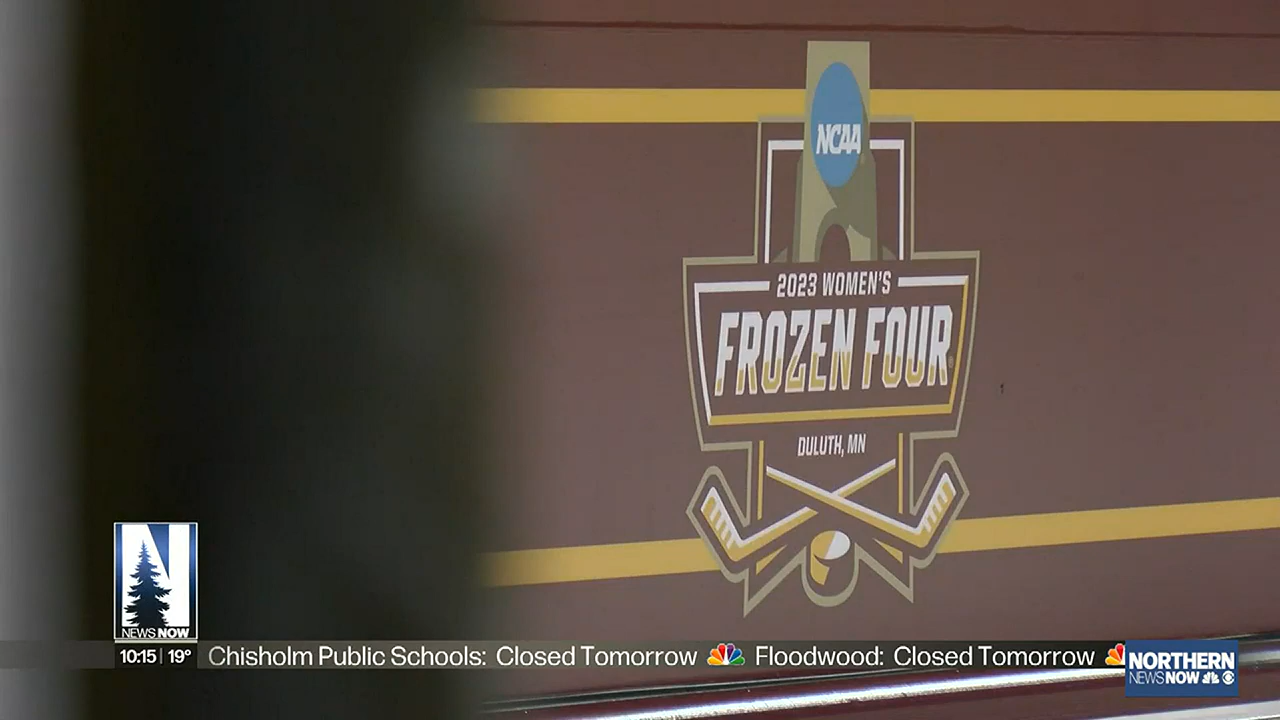 NCAA
2023 WOMEN'S
FROZEN FOUR
DULUTH, MN
N
NEWS NOW
10:15 | 19°
Chisholm Public Schools: Closed Tomorrow Floodwood: Closed Tomorrow
NORTHERN
NEWS NOW